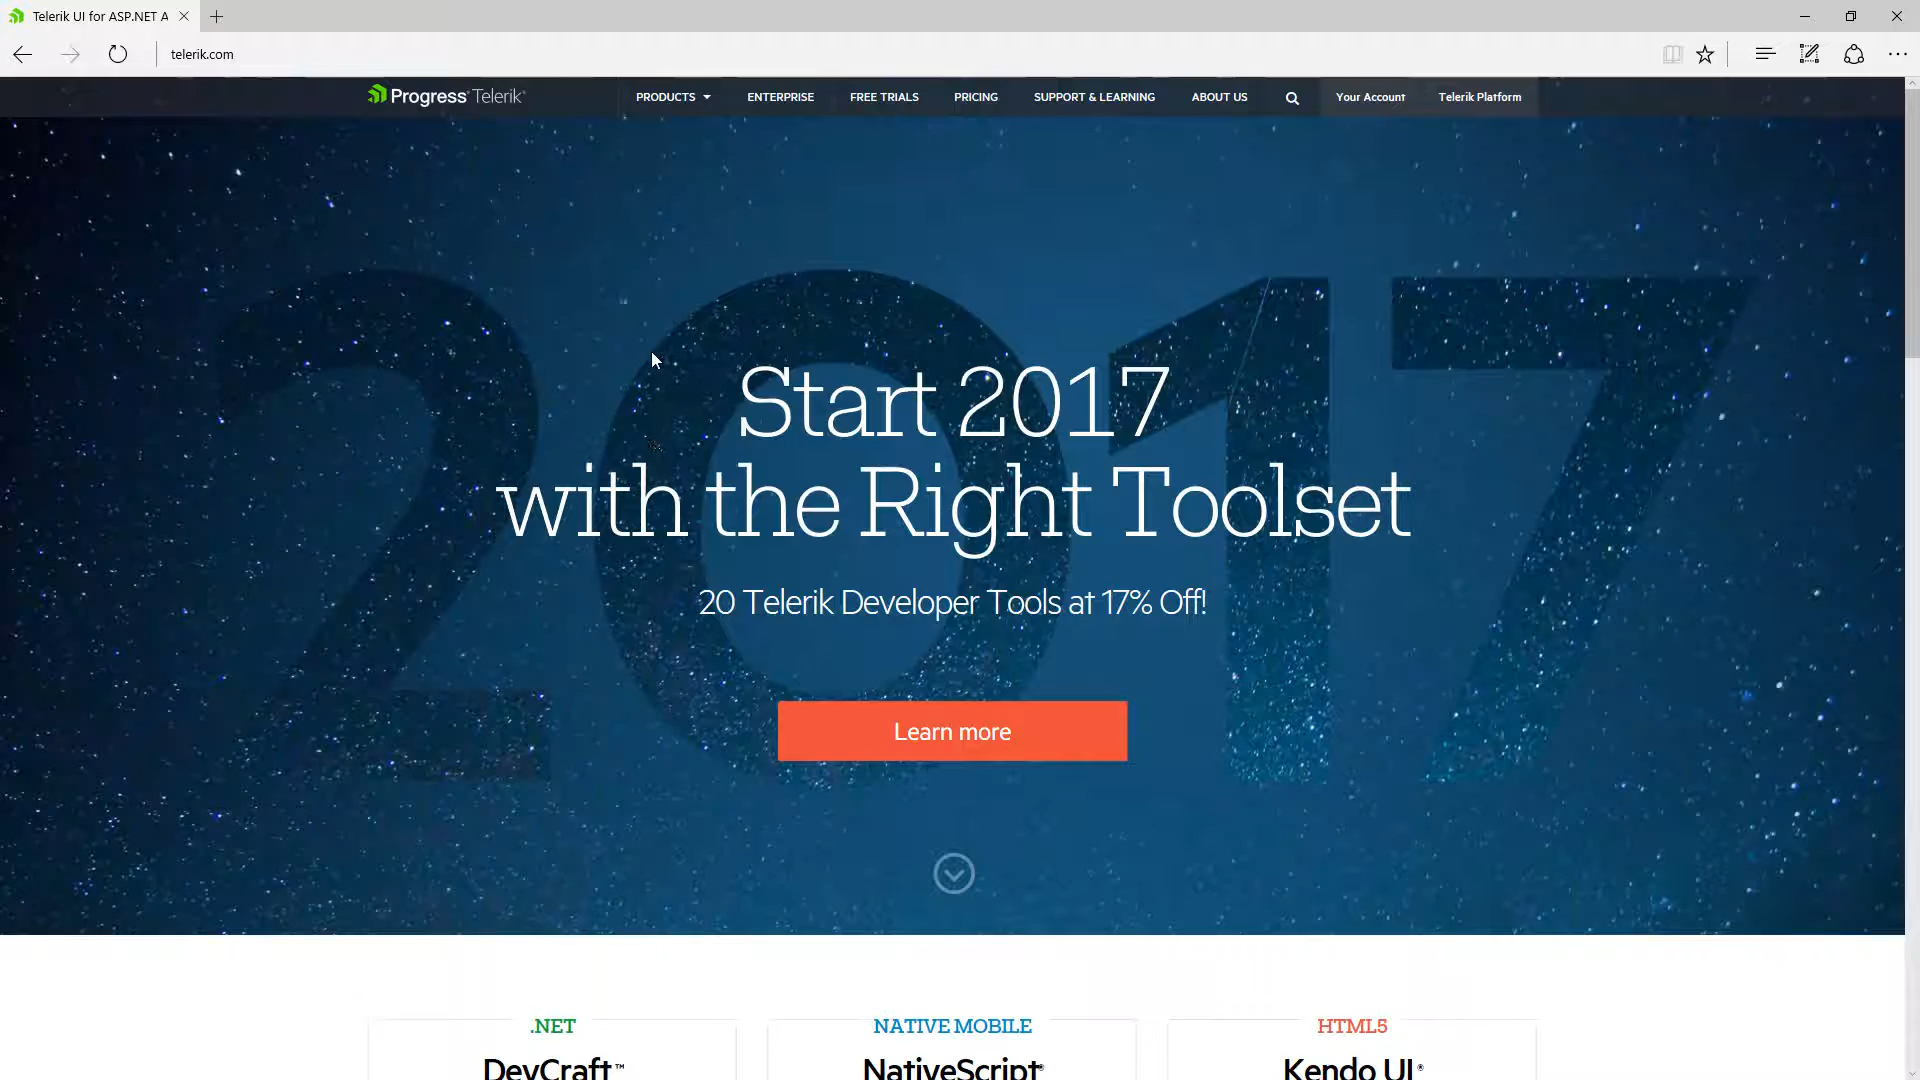 Telerik UI for ASP.NET A
telerik.com
Progress® Telerik®
PRODUCTS
ENTERPRISE
FREE TRIALS
PRICING
SUPPORT & LEARNING
ABOUT US
Your Account
Telerik Platform
2017
Start 2017
with the Right Toolset
20 Telerik Developer Tools at 17% Off!
Learn more
.NET
DevCraft™
NATIVE MOBILE
NativeScript®
HTML5
Kendo UI®